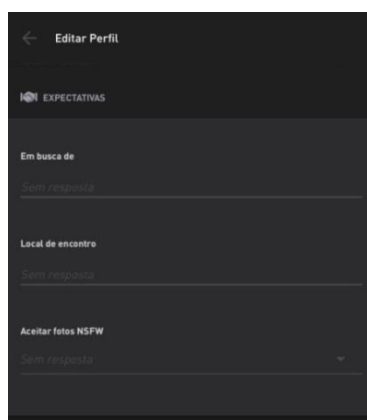 Editar Perfil
EXPECTATIVAS
Em busca de
Sem resposta
Local de encontro
Sem resposta
Aceitar fotos NSFW
Sem resposta